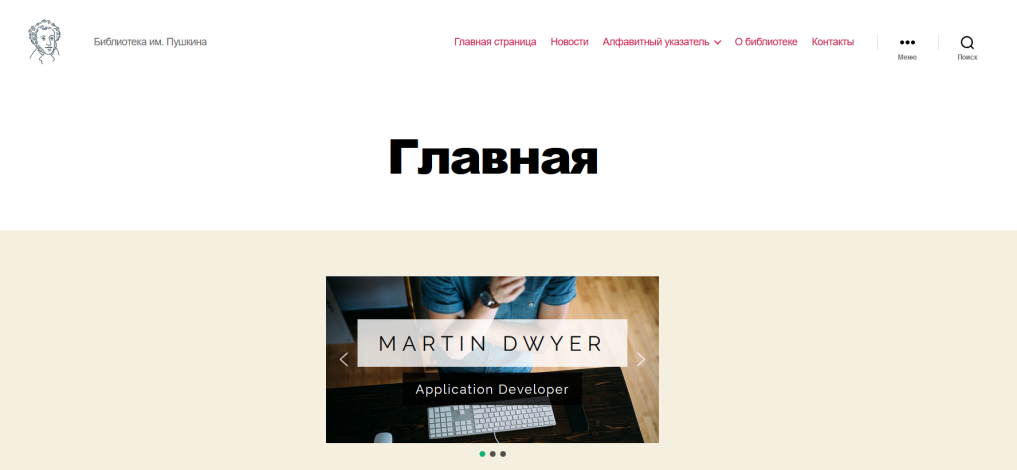 Библиотека им. Пушкина
Главная страница Новости Алфавитный указатель О библиотеке Контакты
Меню Поиск
Главная
MARTIN DWYER
Application Developer